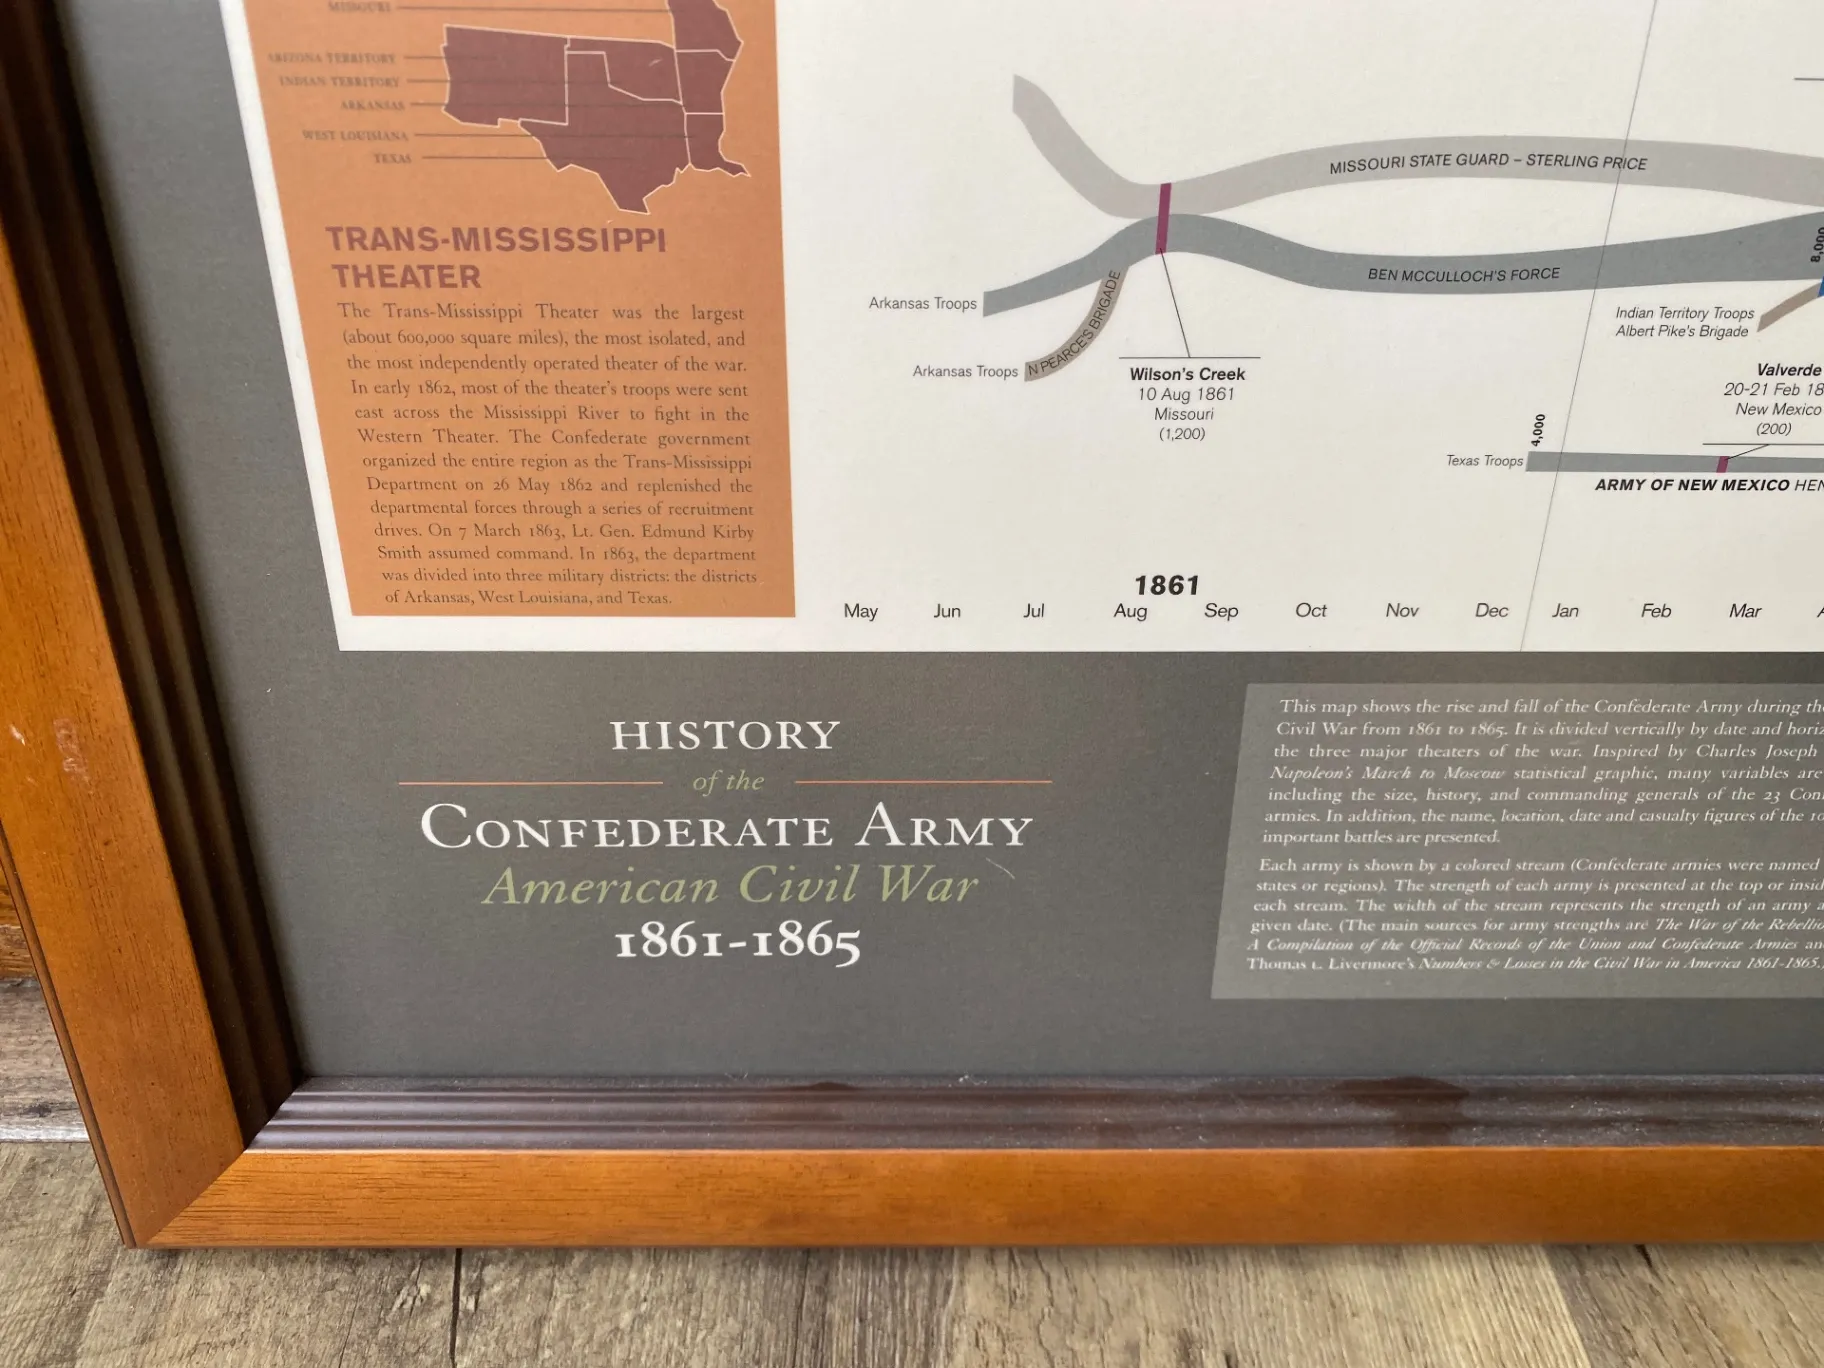 MISSOURI
ARIZONA TERRITORY
INDIAN TERRITORY
ARKANSAS
WEST LOUISIANA
TEXAS
TRANS-MISSISSIPPI
THEATER
The Trans-Mississippi Theater was the largest
(about 600,000 square miles), the most isolated, and
the most independently operated theater of the war.
In early 1862, most of the theater's troops were sent
east across the Mississippi River to fight in the
Western Theater. The Confederate government
organized the entire region as the Trans-Mississippi
Department on 26 May 1862 and replenished the
departmental forces through a series of recruitment
drives. On 7 March 1863, Lt. Gen. Edmund Kirby
Smith assumed command. In 1863, the department
was divided into three military districts: the districts
of Arkansas, West Louisiana, and Texas.
MISSOURI STATE GUARD – STERLING PRICE
BEN MCCULLOCH'S FORCE
8,000
Arkansas Troops
Arkansas Troops
N PEARCE'S BRIGADE
Indian Territory Troops
Albert Pike's Brigade
Wilson's Creek
10 Aug 1861
Missouri
(1,200)
Valverde
20-21 Feb 18
New Mexico
(200)
4,000
Texas Troops
ARMY OF NEW MEXICO HEN
1861
May Jun Jul Aug Sep Oct Nov Dec Jan Feb Mar
HISTORY
of the
CONFEDERATE ARMY
American Civil War
1861-1865
This map shows the rise and fall of the Confederate Army during the
Civil War from 1861 to 1865. It is divided vertically by date and horiz
the three major theaters of the war. Inspired by Charles Joseph
Napoleon's March to Moscow statistical graphic, many variables are
including the size, history, and commanding generals of the 23 Con
armies. In addition, the name, location, date and casualty figures of the 10
important battles are presented.
Each army is shown by a colored stream (Confederate armies were named
states or regions). The strength of each army is presented at the top or insid
each stream. The width of the stream represents the strength of an army a
given date. (The main sources for army strengths are The War of the Rebellio
A Compilation of the Official Records of the Union and Confederate Armies an
Thomas L. Livermore's Numbers & Losses in the Civil War in America 1861-1865.